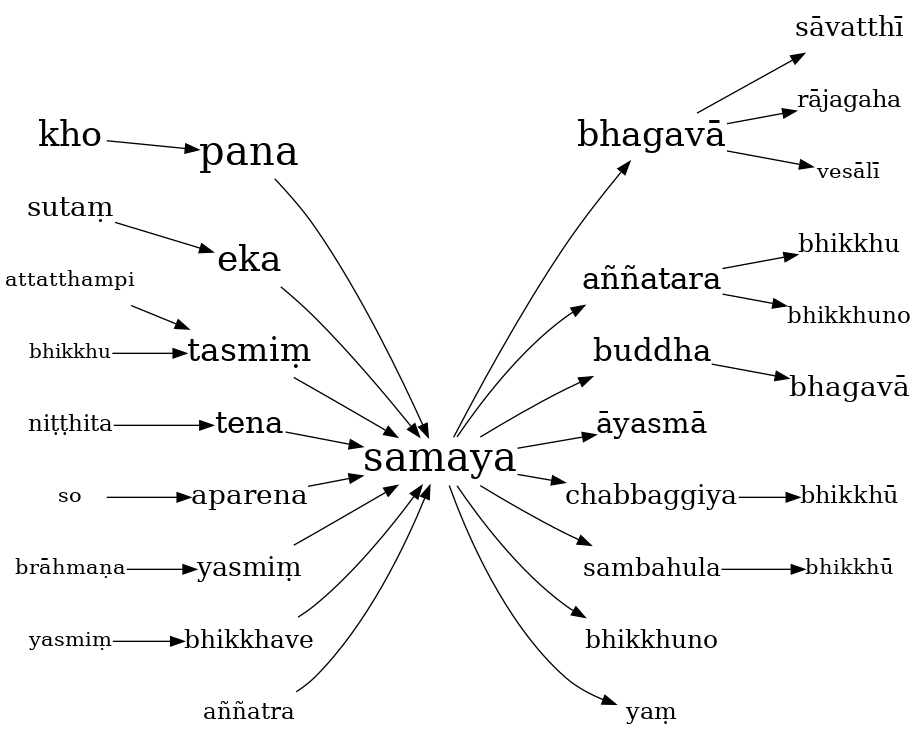 sāvatthī
rājagaha
kho
bhagavā
pana
vesālī
sutaṃ
bhikkhu
eka
aññatara
attatthampi
bhikkhuno
bhikkhu
tasmiṃ
buddha
bhagavā
niṭṭhita
tena
āyasmā
samaya
so
aparena
chabbaggiya
bhikkhū
brāhmaṇa
yasmiṃ
sambahula
bhikkhū
yasmiṃ
bhikkhave
bhikkhuno
aññatra
yaṃ